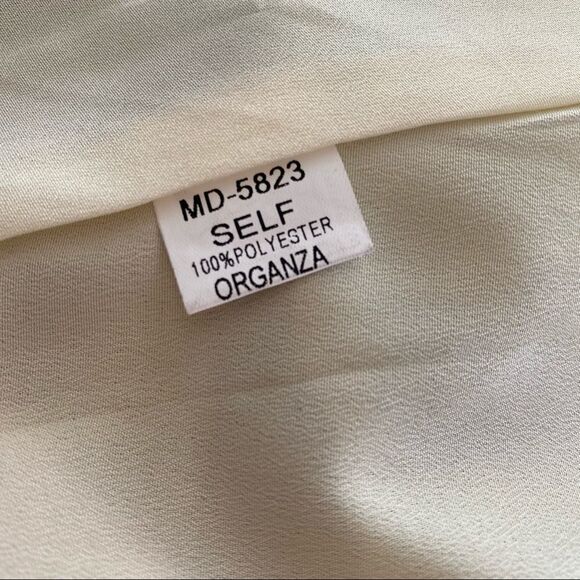 MD-5823
SELF
100%POLYESTER
ORGANZA